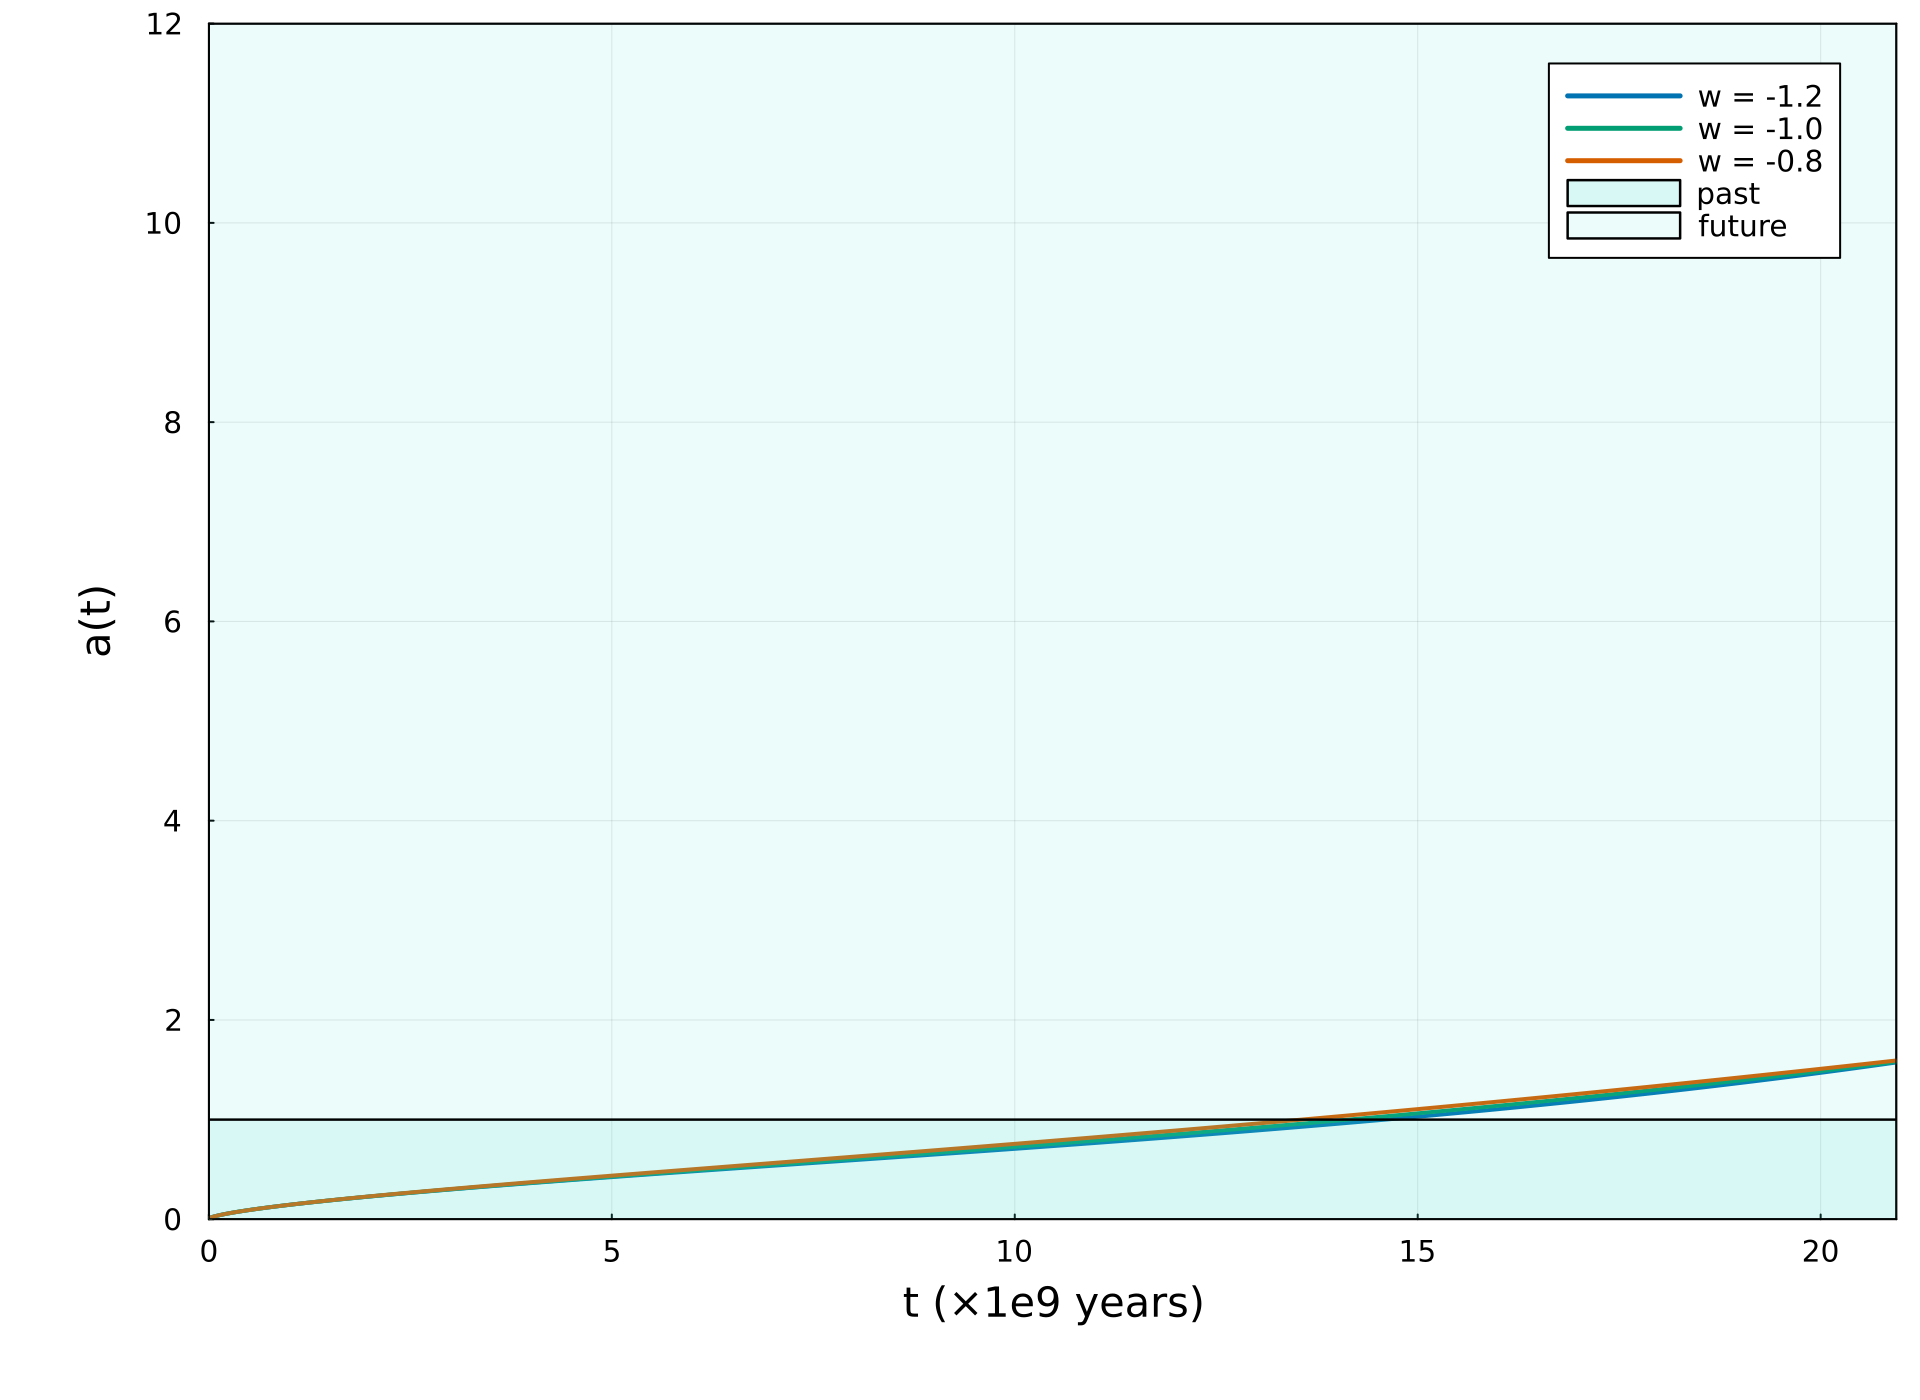 12
10
8
6
4
2
0
a(t)
w = -1.2
w = -1.0
w = -0.8
past
future
0 5 10 15 20
t (×1e9 years)